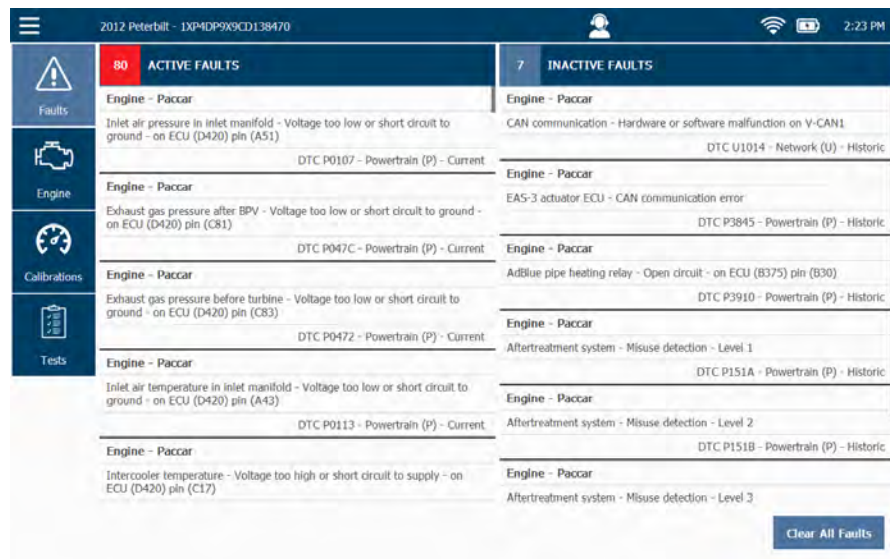 2012 Peterbilt - 1XP4DP9X9CD138470
2:23 PM
Faults
Engine
Calibrations
Tests
80 ACTIVE FAULTS
Engine - Paccar
Inlet air pressure in inlet manifold - Voltage too low or short circuit to
ground - on ECU (D420) pin (A51)
DTC P0107 - Powertrain (P) - Current
Engine - Paccar
Exhaust gas pressure after BPV - Voltage too low or short circuit to ground -
on ECU (D420) pin (C81)
DTC P047C - Powertrain (P) - Current
Engine - Paccar
Exhaust gas pressure before turbine - Voltage too low or short circuit to
ground - on ECU (D420) pin (C83)
DTC P0472 - Powertrain (P) - Current
Engine - Paccar
Inlet air temperature in inlet manifold - Voltage too low or short circuit to
ground - on ECU (D420) pin (A43)
DTC P0113 - Powertrain (P) - Current
Engine - Paccar
Intercooler temperature - Voltage too high or short circuit to supply - on
ECU (D420) pin (C17)
7 INACTIVE FAULTS
Engine - Paccar
CAN communication - Hardware or software malfunction on V-CAN1
DTC U1014 - Network (U) - Historic
Engine - Paccar
EAS-3 actuator ECU - CAN communication error
DTC P3845 - Powertrain (P) - Historic
Engine - Paccar
AdBlue pipe heating relay - Open circuit - on ECU (B375) pin (B30)
DTC P3910 - Powertrain (P) - Historic
Engine - Paccar
Aftertreatment system - Misuse detection - Level 1
DTC P151A - Powertrain (P) - Historic
Engine - Paccar
Aftertreatment system - Misuse detection - Level 2
DTC P151B - Powertrain (P) - Historic
Engine - Paccar
Aftertreatment system - Misuse detection - Level 3
Clear All Faults